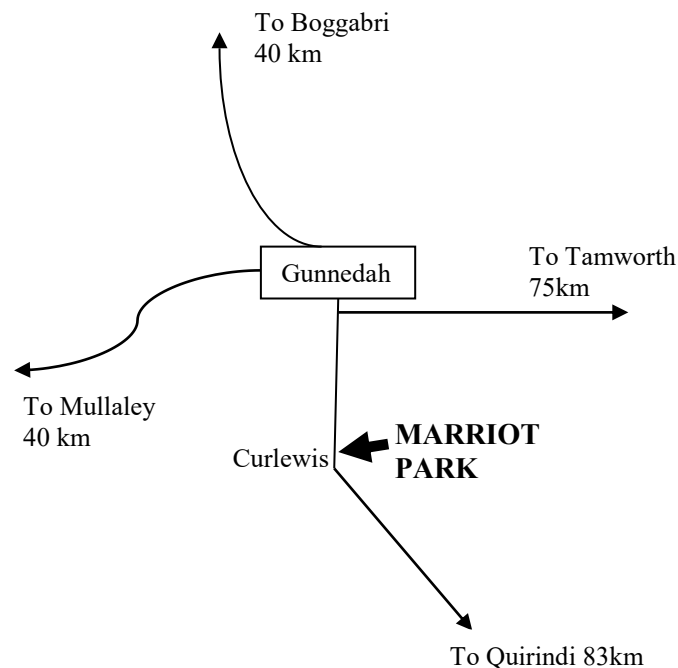 To Boggabri
40 km
Gunnedah
To Tamworth
75km
To Mullaley
40 km
Curlewis
MARRIOT
PARK
To Quirindi 83km